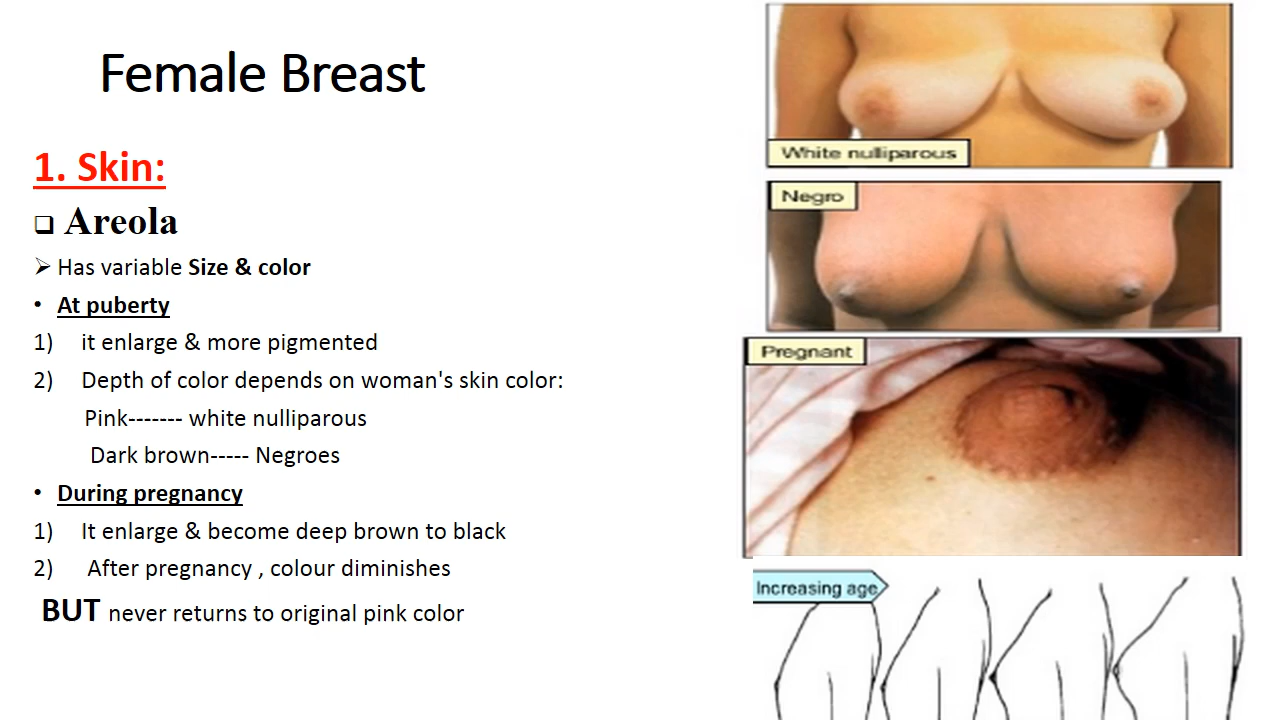 Female Breast
1. Skin:
❑ Areola
➢ Has variable Size & color
• At puberty
1) it enlarge & more pigmented
2) Depth of color depends on woman's skin color:
Pink------- white nulliparous
Dark brown----- Negroes
• During pregnancy
1) It enlarge & become deep brown to black
2) After pregnancy , colour diminishes
BUT never returns to original pink color
White nulliparous
Negro
Pregnant
Increasing age